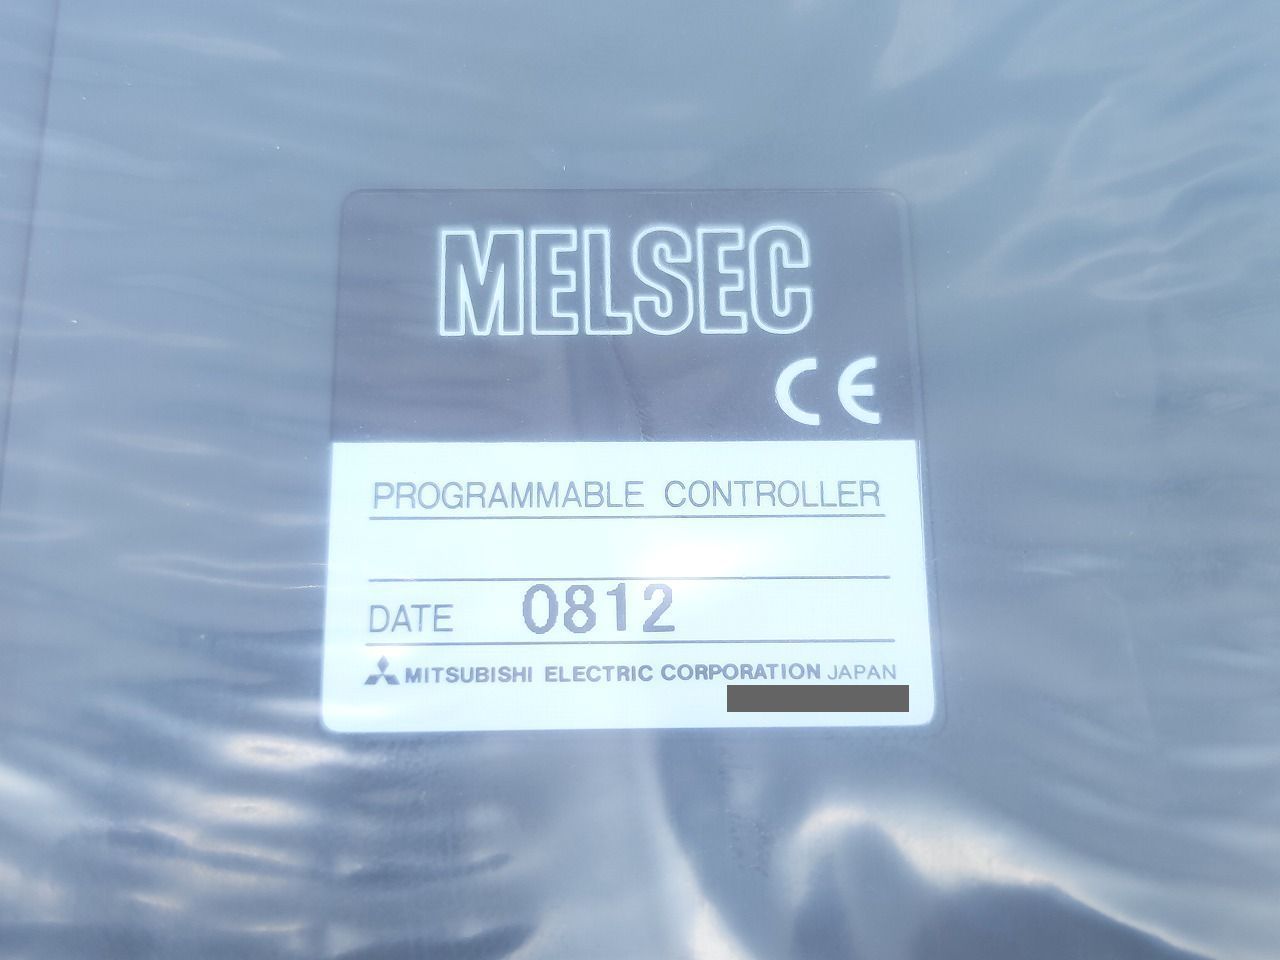 MELSEC
CE
PROGRAMMABLE CONTROLLER
DATE 0812
MITSUBISHI ELECTRIC CORPORATION JAPAN